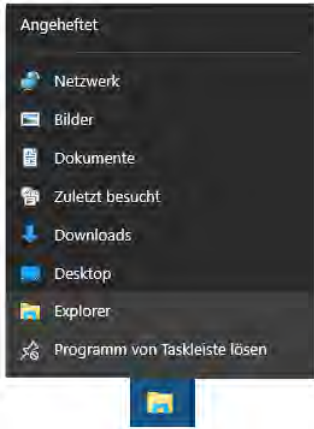 Angeheftet
Netzwerk
Bilder
Dokumente
Zuletzt besucht
Downloads
Desktop
Explorer
Programm von Taskleiste lösen